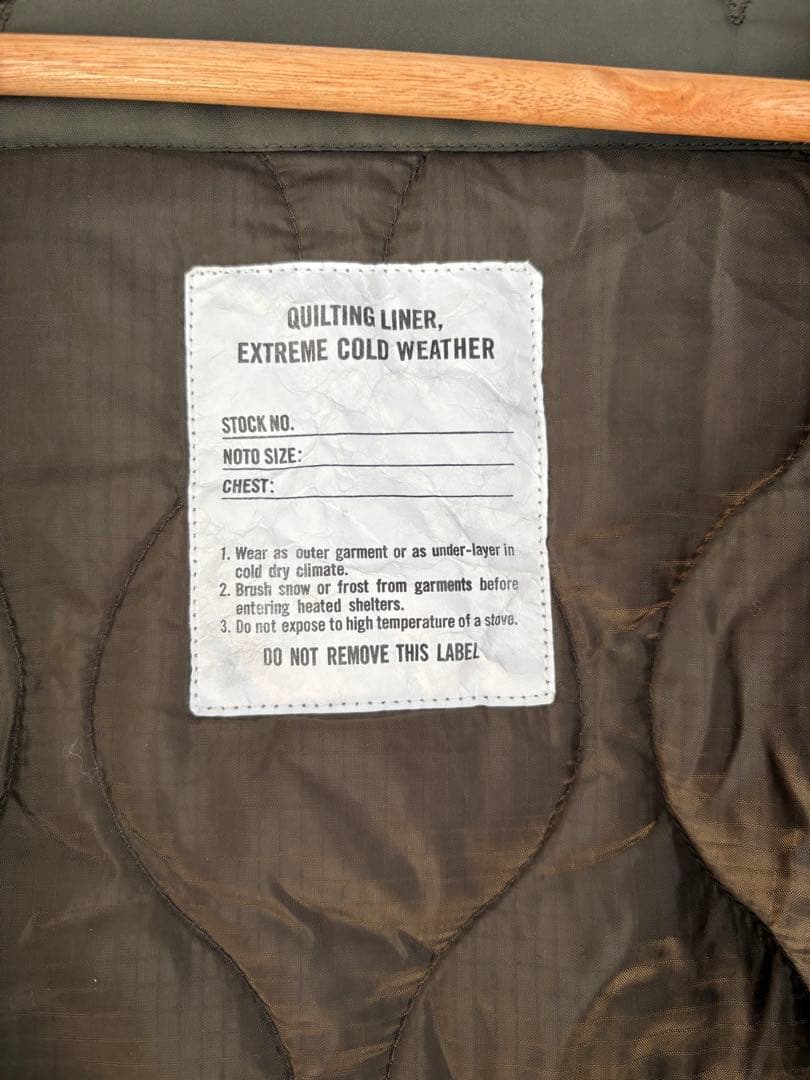 QUILTING LINER,
EXTREME COLD WEATHER
STOCK NO.
NOTO SIZE:
CHEST:
1. Wear as outer garment or as under-layer in
cold dry climate.
2. Brush snow or frost from garments before
entering heated shelters.
3. Do not expose to high temperature of a stove.
DO NOT REMOVE THIS LABEL